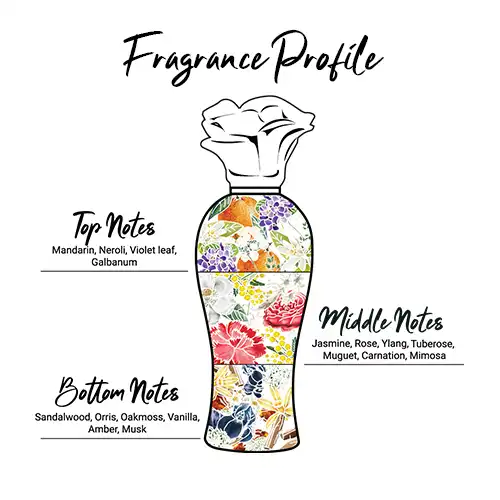 Fragrance Profile
Top Notes
Mandarin, Neroli, Violet leaf,
Galbanum
Middle Notes
Jasmine, Rose, Ylang, Tuberose,
Muguet, Carnation, Mimosa
Bottom Notes
Sandalwood, Orris, Oakmoss, Vanilla,
Amber, Musk